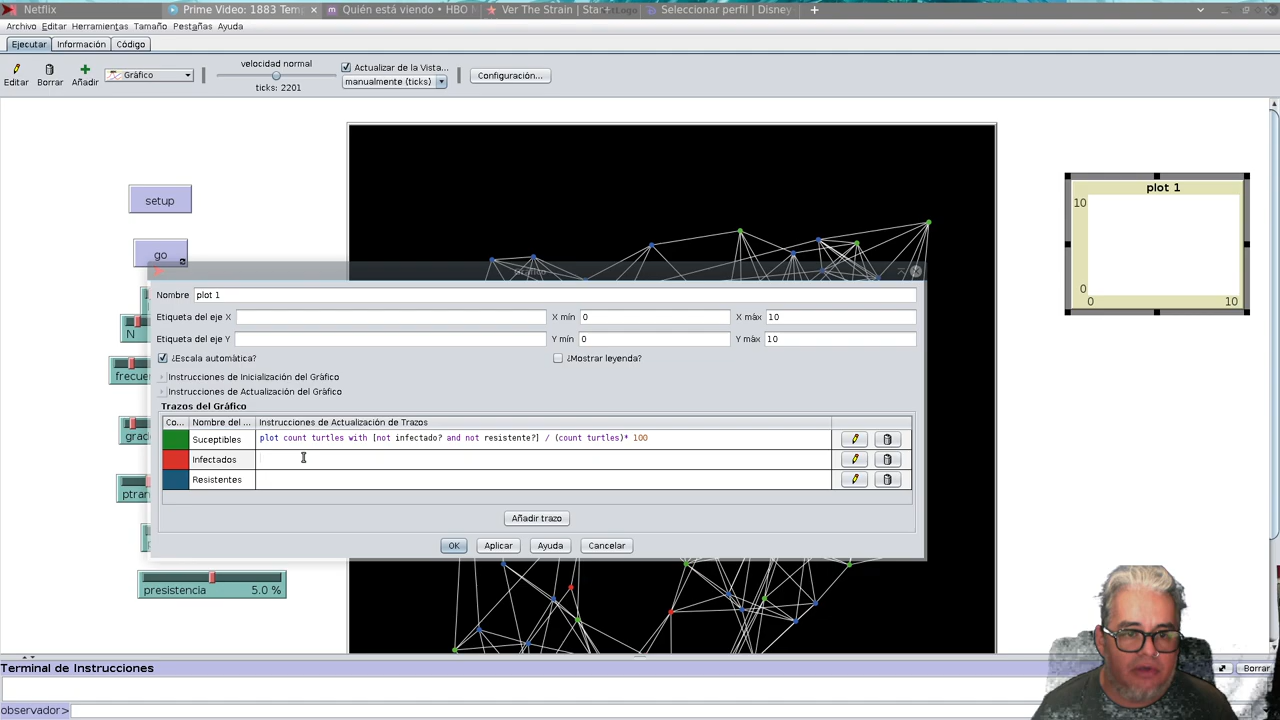 Netflix
Prime Video: 1883 Temp
Quién está viendo • HBO
Ver The Strain | Star+
Seleccionar perfil | Disney
Archivo Editar Herramientas Tamaño Pestañas Ayuda
Ejecutar Información Código
velocidad normal
Actualizar de la Vista...
Editar Borrar Añadir
Gráfico
manualmente (ticks)
Configuración...
ticks: 2201
plot 1
10
0
0 10
setup
go
N
frecuen
grado
ptran
presistencia 5.0 %
Nombre plot 1
Etiqueta del eje X
X mín 0
X máx 10
Etiqueta del eje Y
Y mín 0
Y máx 10
¿Escala automática?
¿Mostrar leyenda?
Instrucciones de Inicialización del Gráfico
Instrucciones de Actualización del Gráfico
Trazos del Gráfico
Co... Nombre del ... Instrucciones de Actualización de Trazos
Suceptibles plot count turtles with [not infectado? and not resistente?] / (count turtles)* 100
Infectados
Resistentes
Añadir trazo
OK Aplicar Ayuda Cancelar
Terminal de Instrucciones
Borrar
observador>